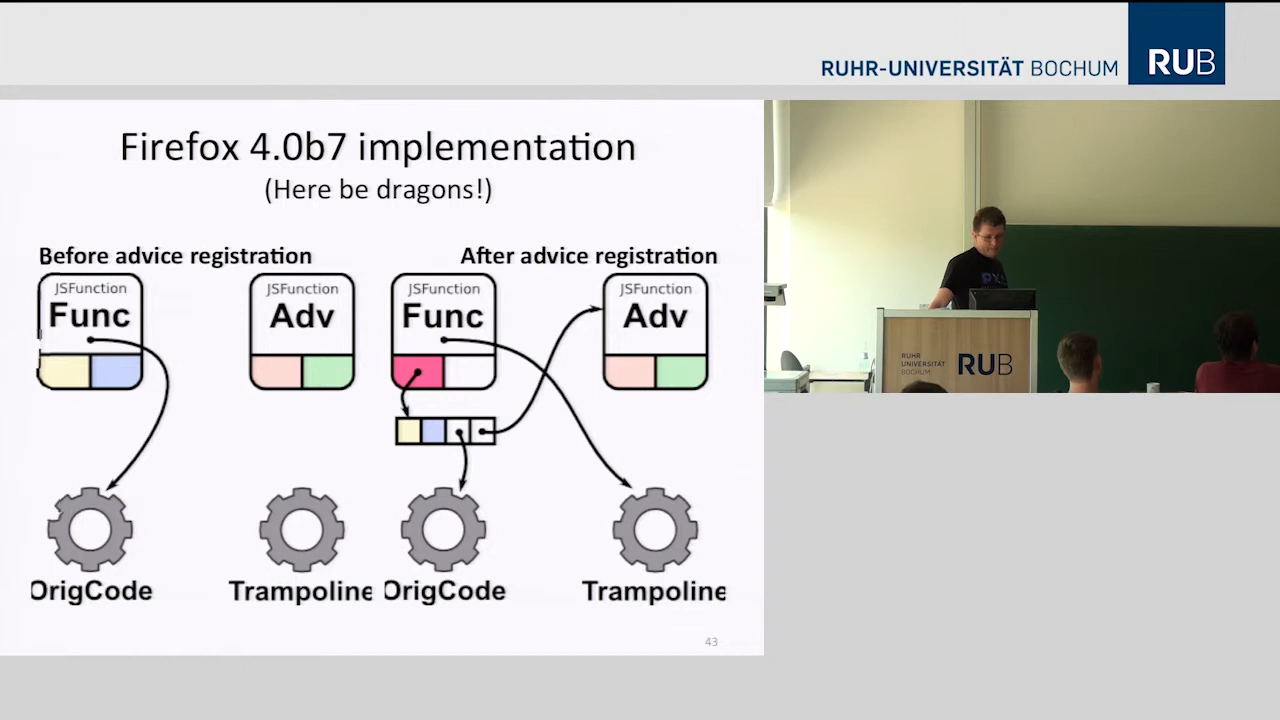 RUHR-UNIVERSITÄT BOCHUM
RUB
Firefox 4.0b7 implementation
(Here be dragons!)
Before advice registration
After advice registration
JSFunction
Func
JSFunction
Adv
JSFunction
Func
JSFunction
Adv
OrigCode
Trampoline
OrigCode
Trampoline
43
RUHR
UNIVERSITÄT
BOCHUM
RUB